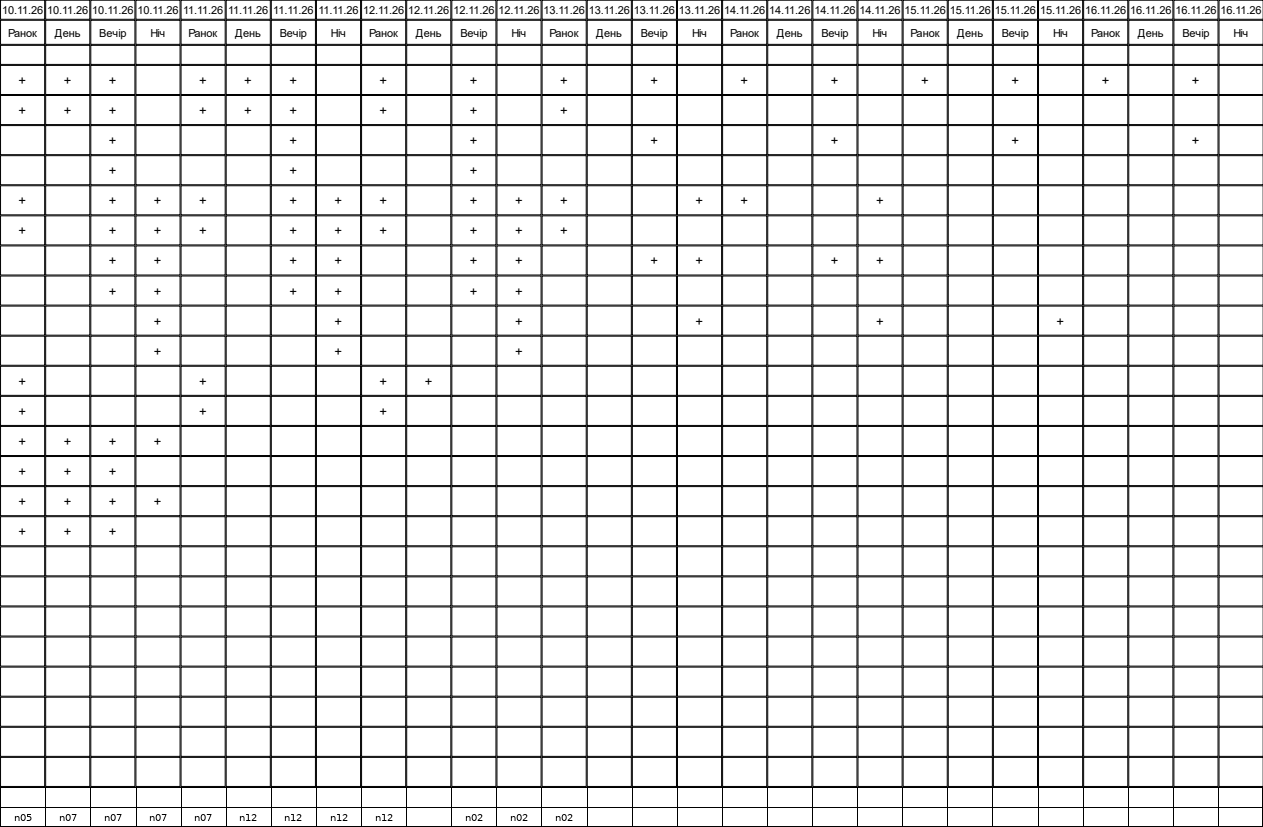 10.11.26 10.11.26 10.11.26 10.11.26 11.11.26 11.11.26 11.11.26 11.11.26 12.11.26 12.11.26 12.11.26 12.11.26 13.11.26 13.11.26 13.11.26 13.11.26 14.11.26 14.11.26 14.11.26 14.11.26 15.11.26 15.11.26 15.11.26 15.11.26 16.11.26 16.11.26 16.11.26 16.11.26
Ранок День Вечір Ніч Ранок День Вечір Ніч Ранок День Вечір Ніч Ранок День Вечір Ніч Ранок День Вечір Ніч Ранок День Вечір Ніч Ранок День Вечір Ніч
+ + + + + + + + + + + + + + + +
+ + + + + + + + +
+ + + + + + +
+ + +
+ + + + + + + + + + + + +
+ + + + + + + + + +
+ + + + + + + + + +
+ + + + + +
+ + + + + +
+ + +
+ + + +
+ + +
+ + + +
+ + +
+ + + +
+ + +
n05 n07 n07 n07 n07 n12 n12 n12 n12 n02 n02 n02